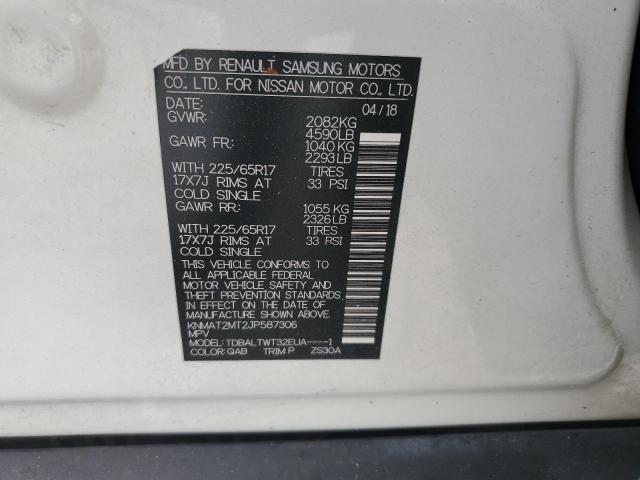 MFD BY RENAULT SAMSUNG MOTORS
CO., LTD. FOR NISSAN MOTOR CO., LTD.
DATE: 04/18
GVWR: 2082KG
4590LB
GAWR FR: 1040 KG
2293LB
WITH 225/65R17 TIRES
17X7J RIMS AT 33 PSI
COLD SINGLE
GAWR RR: 1055 KG
2326 LB
WITH 225/65R17 TIRES
17X7J RIMS AT 33 PSI
COLD SINGLE
THIS VEHICLE CONFORMS TO
ALL APPLICABLE FEDERAL
MOTOR VEHICLE SAFETY AND
THEFT PREVENTION STANDARDS
IN EFFECT ON THE DATE OF
MANUFACTURE SHOWN ABOVE.
KNMAT2MT2JP587306
MPV
MODEL: TDBALTWT32EUA----1
COLOR: QAB TRIM P ZS30A